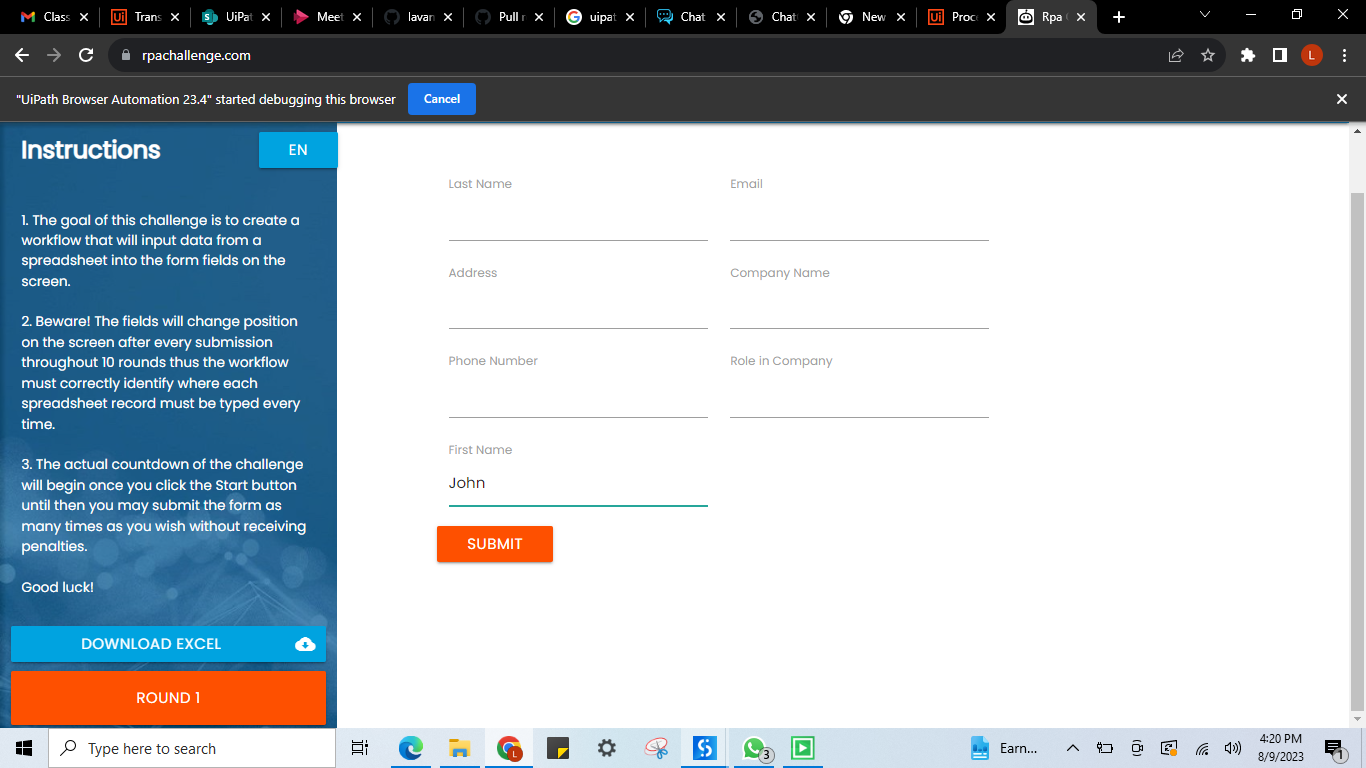 Class
Trans
UiPat
Meet
lavan
Pull r
uipat
Chat
Chat
New
Proc
Rpa
rpachallenge.com
L
"UiPath Browser Automation 23.4" started debugging this browser
Cancel
Instructions
EN
1. The goal of this challenge is to create a
workflow that will input data from a
spreadsheet into the form fields on the
screen.
2. Beware! The fields will change position
on the screen after every submission
throughout 10 rounds thus the workflow
must correctly identify where each
spreadsheet record must be typed every
time.
3. The actual countdown of the challenge
will begin once you click the Start button
until then you may submit the form as
many times as you wish without receiving
penalties.
Good luck!
DOWNLOAD EXCEL
ROUND 1
Last Name
Email
Address
Company Name
Phone Number
Role in Company
First Name
John
SUBMIT
Type here to search
L
3
Earn...
4:20 PM
8/9/2023
1